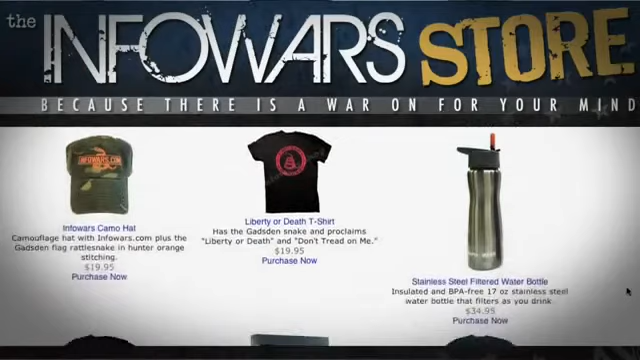 the INFOWARS STORE
BECAUSE THERE IS A WAR ON FOR YOUR MIND
INFOWARS.COM
Infowars Camo Hat
Camouflage hat with Infowars.com plus the
Gadsden flag rattlesnake in hunter orange
stitching.
$19.95
Purchase Now
Liberty or Death T-Shirt
Has the Gadsden snake and proclaims
"Liberty or Death" and "Don't Tread on Me."
$19.95
Purchase Now
Stainless Steel Filtered Water Bottle
Insulated and BPA-free 17 oz stainless steel
water bottle that filters as you drink.
$34.95
Purchase Now